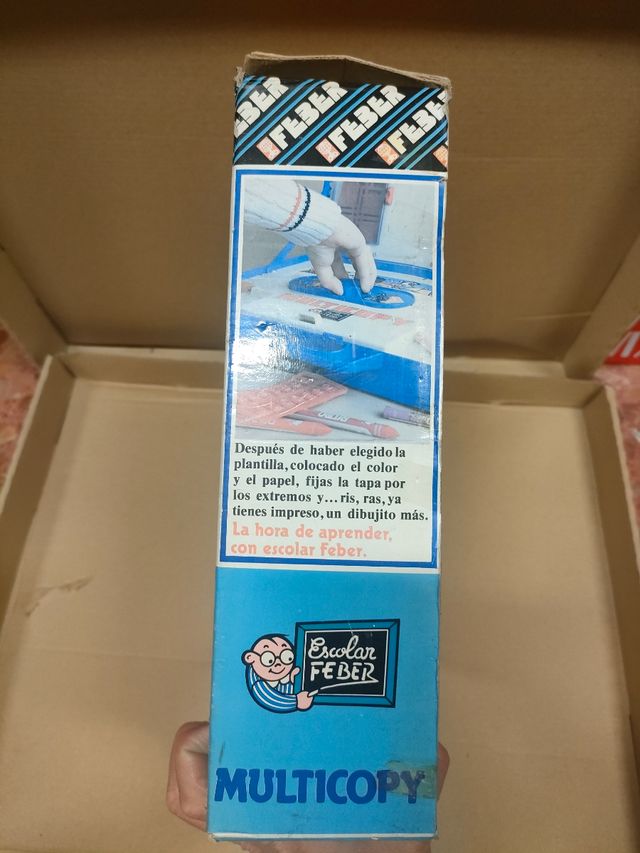 FEBER FEBER FEBER FEBER
MULTICOPY
Después de haber elegido la
plantilla, colocado el color
y el papel, fijas la tapa por
los extremos y...ris, ras, ya
tienes impreso, un dibujito más.
La hora de aprender,
con escolar Feber.
Escolar
FEBER
MULTICOPY